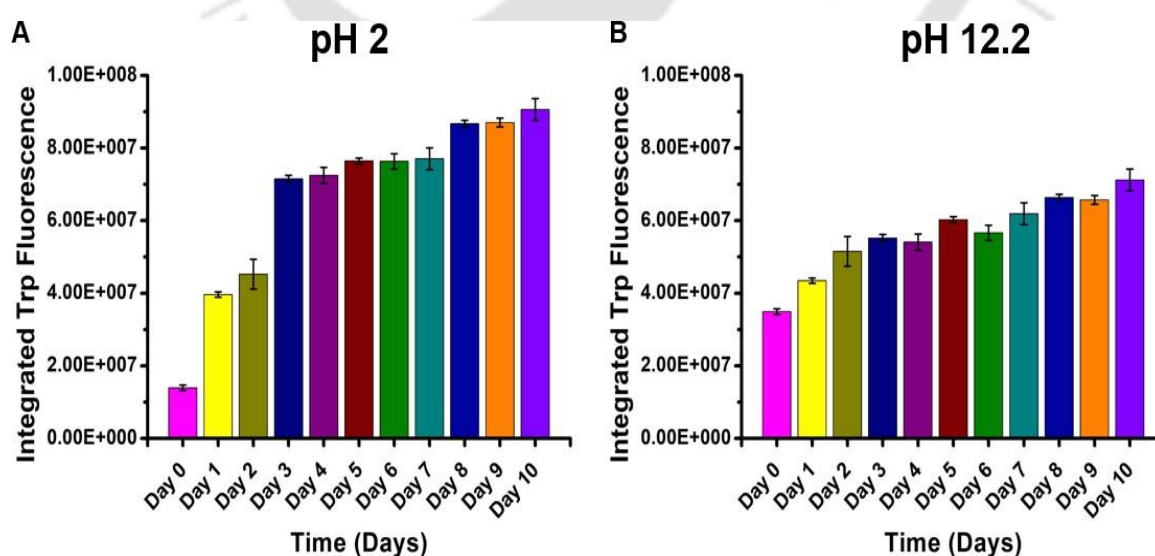 A
pH 2
Integrated Trp Fluorescence
1.00E+008
8.00E+007
6.00E+007
4.00E+007
2.00E+007
0.00E+000
Day 0
Day 1
Day 2
Day 3
Day 4
Day 5
Day 6
Day 7
Day 8
Day 9
Day 10
Time (Days)
B
pH 12.2
Integrated Trp Fluorescence
1.00E+008
8.00E+007
6.00E+007
4.00E+007
2.00E+007
0.00E+000
Day 0
Day 1
Day 2
Day 3
Day 4
Day 5
Day 6
Day 7
Day 8
Day 9
Day 10
Time (Days)